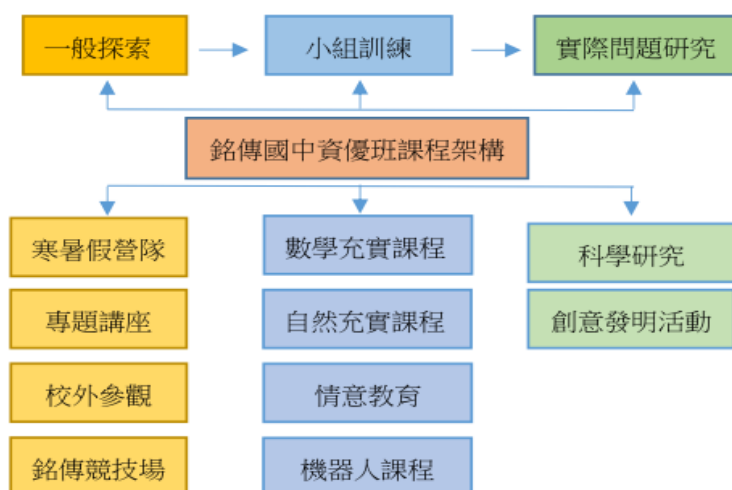 一般探索
小組訓練
實際問題研究
銘傳國中資優班課程架構
寒暑假營隊
數學充實課程
科學研究
專題講座
自然充實課程
創意發明活動
校外參觀
情意教育
銘傳競技場
機器人課程